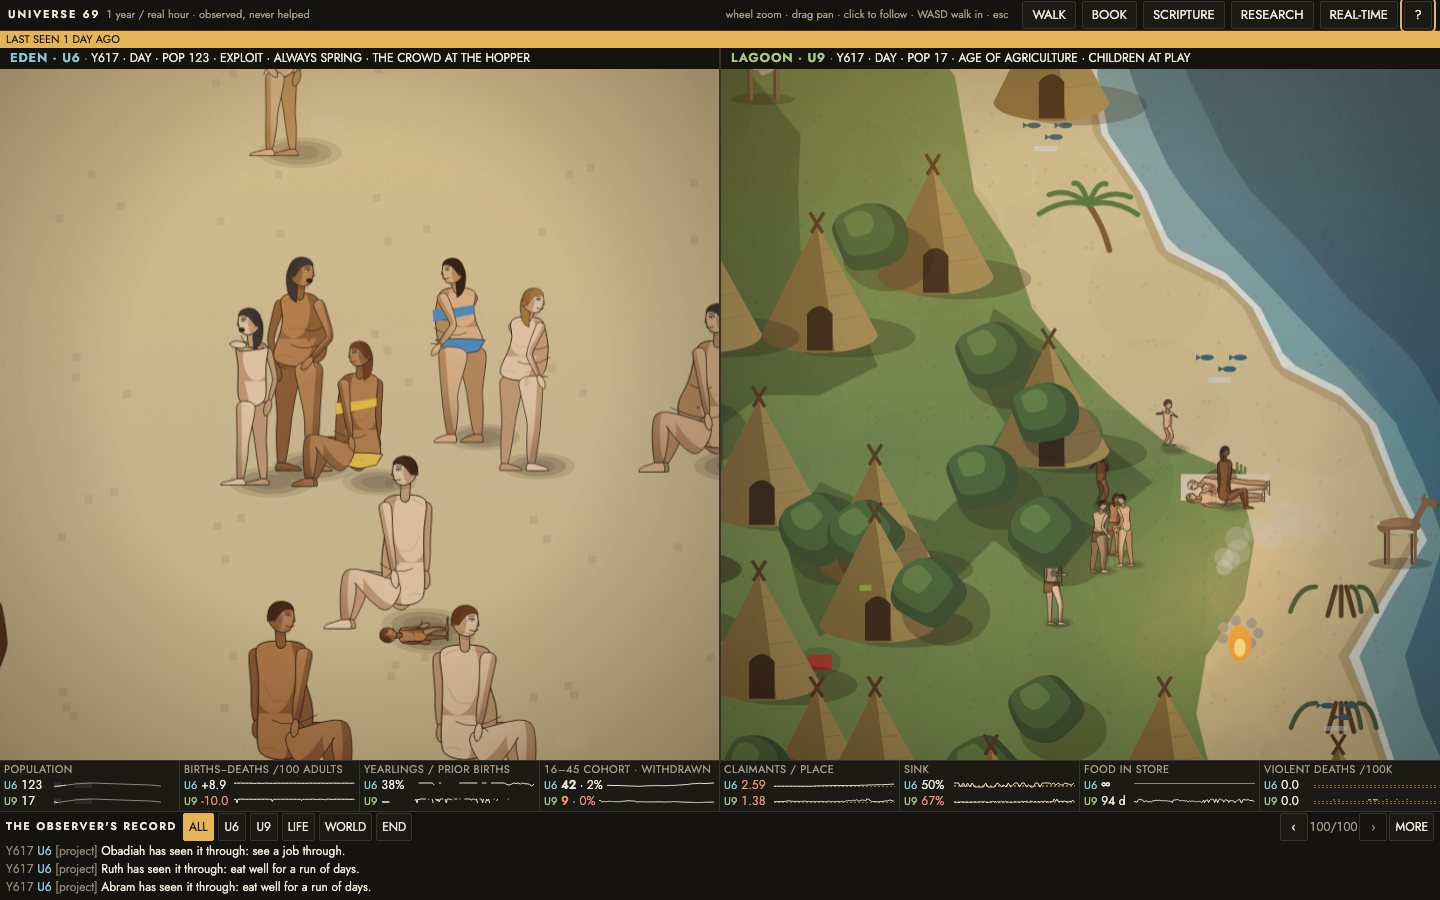 UNIVERSE 69 1 year / real hour · observed, never helped wheel zoom · drag pan · click to follow · WASD walk in · esc WALK BOOK SCRIPTURE RESEARCH REAL-TIME ?
LAST SEEN 1 DAY AGO
EDEN · U6 · Y617 · DAY · POP 123 · EXPLOIT · ALWAYS SPRING · THE CROWD AT THE HOPPER
LAGOON · U9 · Y617 · DAY · POP 17 · AGE OF AGRICULTURE · CHILDREN AT PLAY
POPULATION
U6 123
U9 17
BIRTHS–DEATHS /100 ADULTS
U6 +8.9
U9 -10.0
YEARLINGS / PRIOR BIRTHS
U6 38%
U9 –
16–45 COHORT · WITHDRAWN
U6 42 · 2%
U9 9 · 0%
CLAIMANTS / PLACE
U6 2.59
U9 1.38
SINK
U6 50%
U9 67%
FOOD IN STORE
U6 ∞
U9 94 d
VIOLENT DEATHS /100K
U6 0.0
U9 0.0
THE OBSERVER'S RECORD ALL U6 U9 LIFE WORLD END ‹ 100/100 › MORE
Y617 U6 [project] Obadiah has seen it through: see a job through.
Y617 U6 [project] Ruth has seen it through: eat well for a run of days.
Y617 U6 [project] Abram has seen it through: eat well for a run of days.